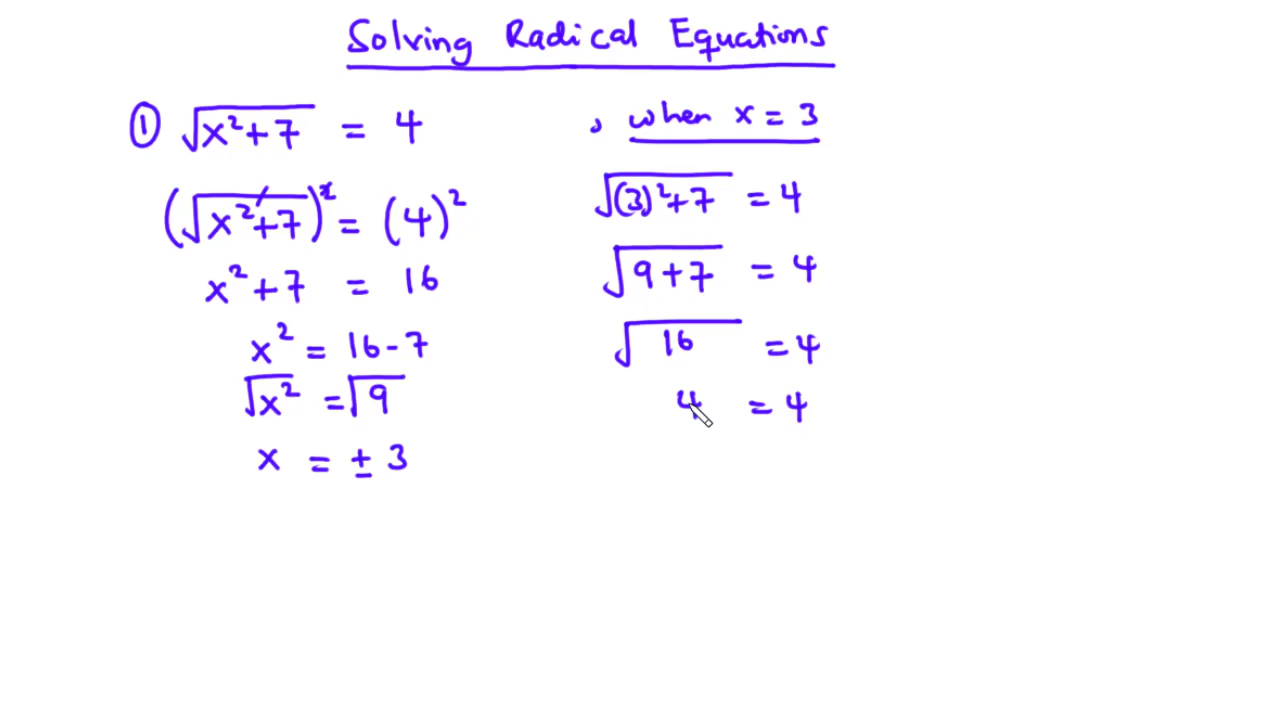 Solving Radical Equations
① √(x²+7) = 4
(√(x²+7))² = (4)²
x²+7 = 16
x² = 16-7
√x² = √9
x = ± 3
, when x = 3
√((3)²+7) = 4
√(9+7) = 4
√16 = 4
4 = 4